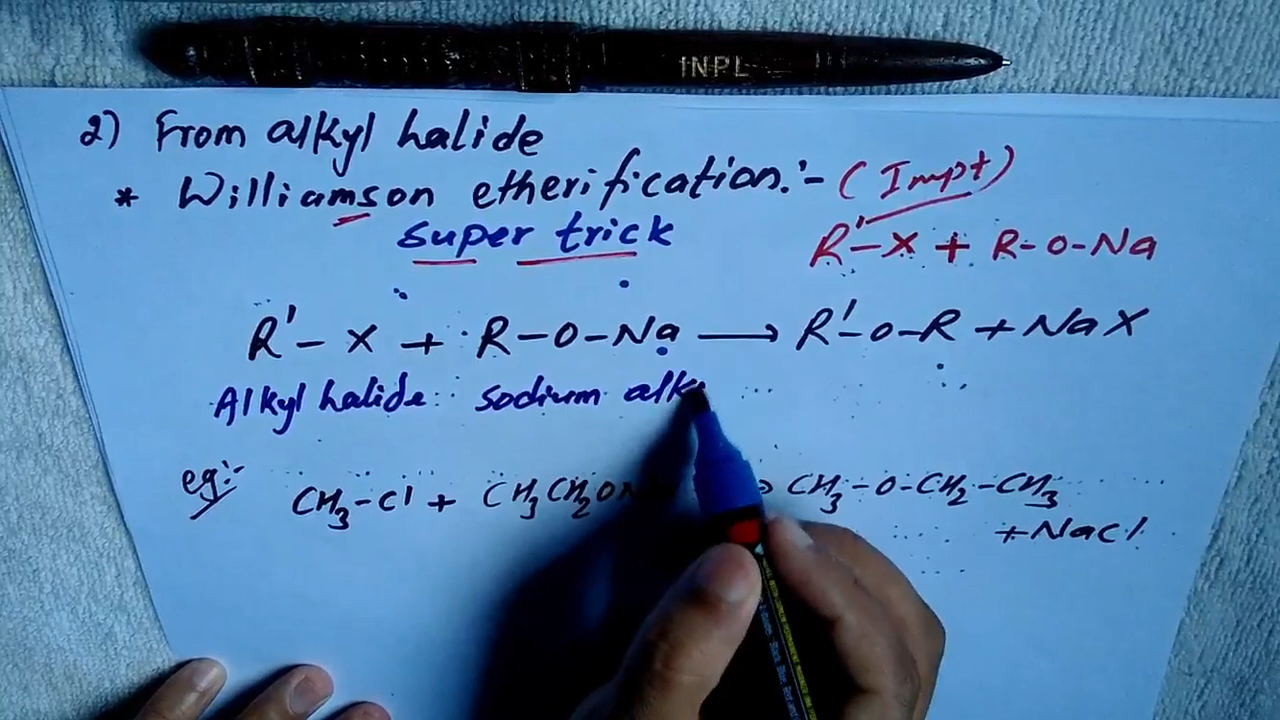 INPL
2) From alkyl halide
* Williamson etherification:- (Impt)
super trick
R'-X + R-O-Na
R'-X + R-O-Na → R'-O-R + NaX
Alkyl halide sodium alk
eg:- CH3-Cl + CH3CH2O → CH3-O-CH2-CH3
+NaCl